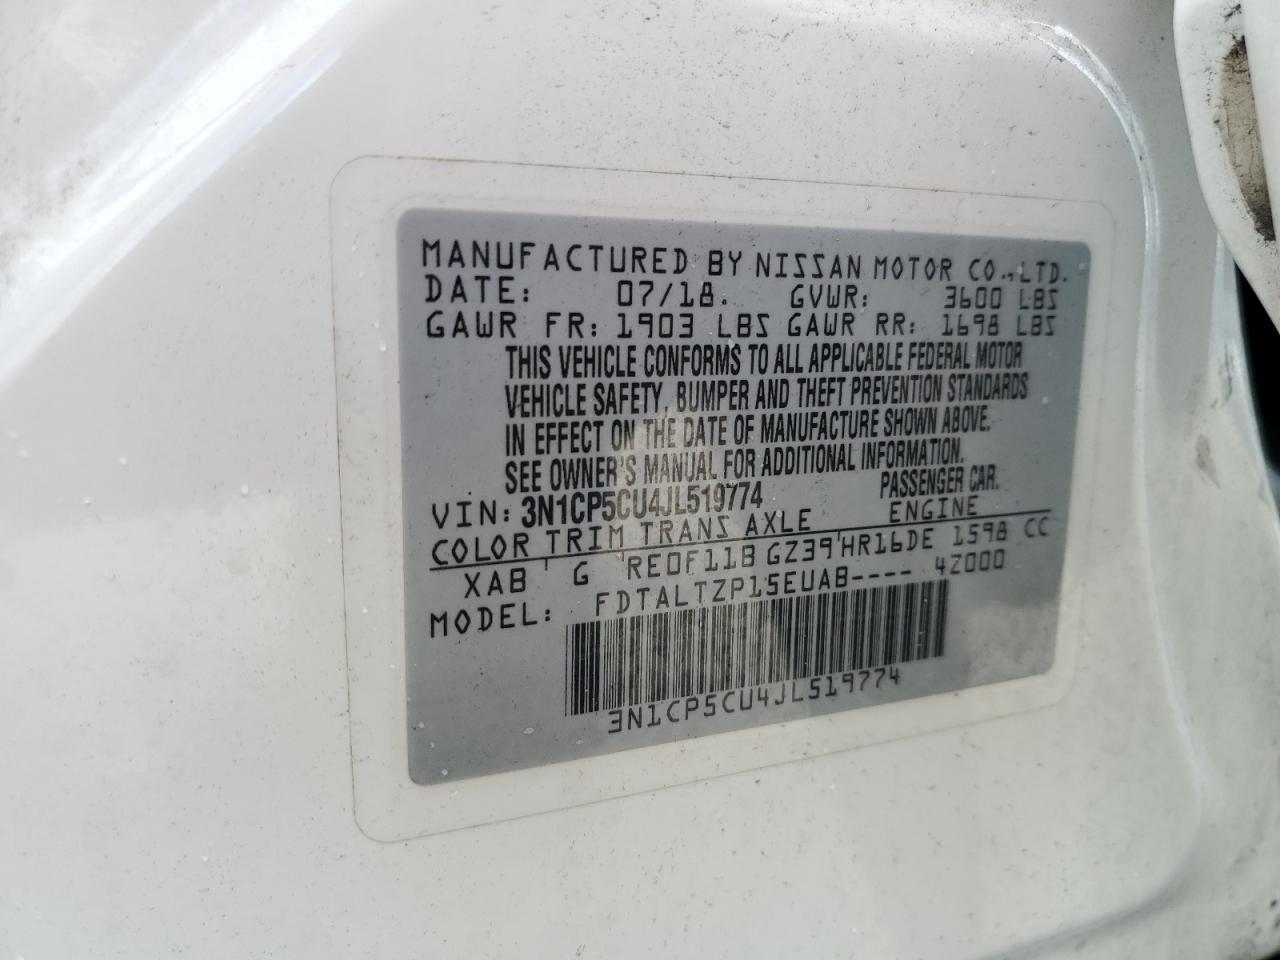 MANUFACTURED BY NISSAN MOTOR CO.,LTD.
DATE: 07/18. GVWR: 3600 LBS
GAWR FR: 1903 LBS GAWR RR: 1698 LBS
THIS VEHICLE CONFORMS TO ALL APPLICABLE FEDERAL MOTOR
VEHICLE SAFETY, BUMPER AND THEFT PREVENTION STANDARDS
IN EFFECT ON THE DATE OF MANUFACTURE SHOWN ABOVE.
SEE OWNER'S MANUAL FOR ADDITIONAL INFORMATION.
VIN: 3N1CP5CU4JL519774 PASSENGER CAR.
COLOR TRIM TRANS AXLE ENGINE
XAB G RE0F11B GZ39 HR16DE 1598 CC
MODEL: FDTALTZP15EUAB---- 4Z000
3N1CP5CU4JL519774